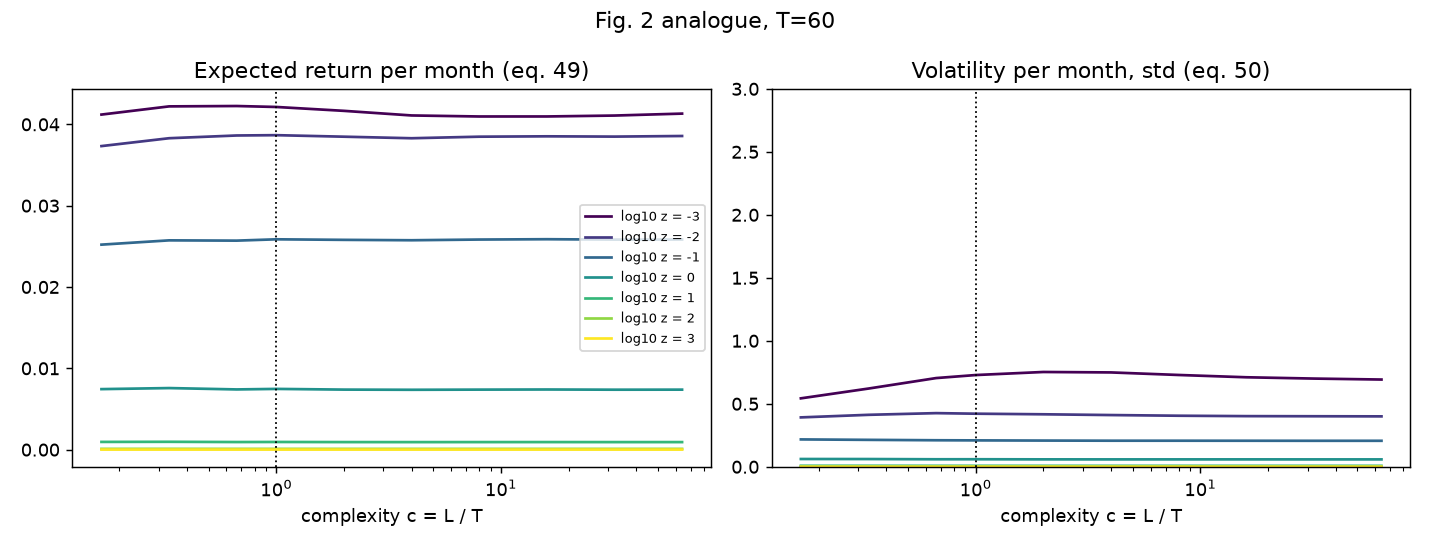 Fig. 2 analogue, T=60
Expected return per month (eq. 49)
0.04
0.03
0.02
0.01
0.00
log10 z = -3
log10 z = -2
log10 z = -1
log10 z = 0
log10 z = 1
log10 z = 2
log10 z = 3
10⁰
10¹
complexity c = L / T
Volatility per month, std (eq. 50)
3.0
2.5
2.0
1.5
1.0
0.5
0.0
10⁰
10¹
complexity c = L / T